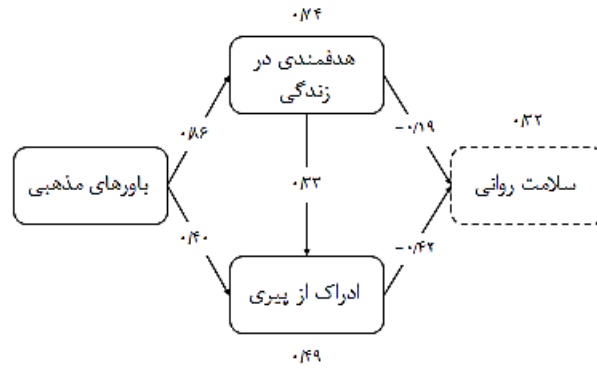 ۰/۷۴
هدفمندی در
زندگی
۰/۸۶
-۰/۱۹
۰/۳۲
باورهای مذهبی
۰/۳۳
سلامت روانی
۰/۴۰
-۰/۴۲
ادراک از پیری
۰/۴۹